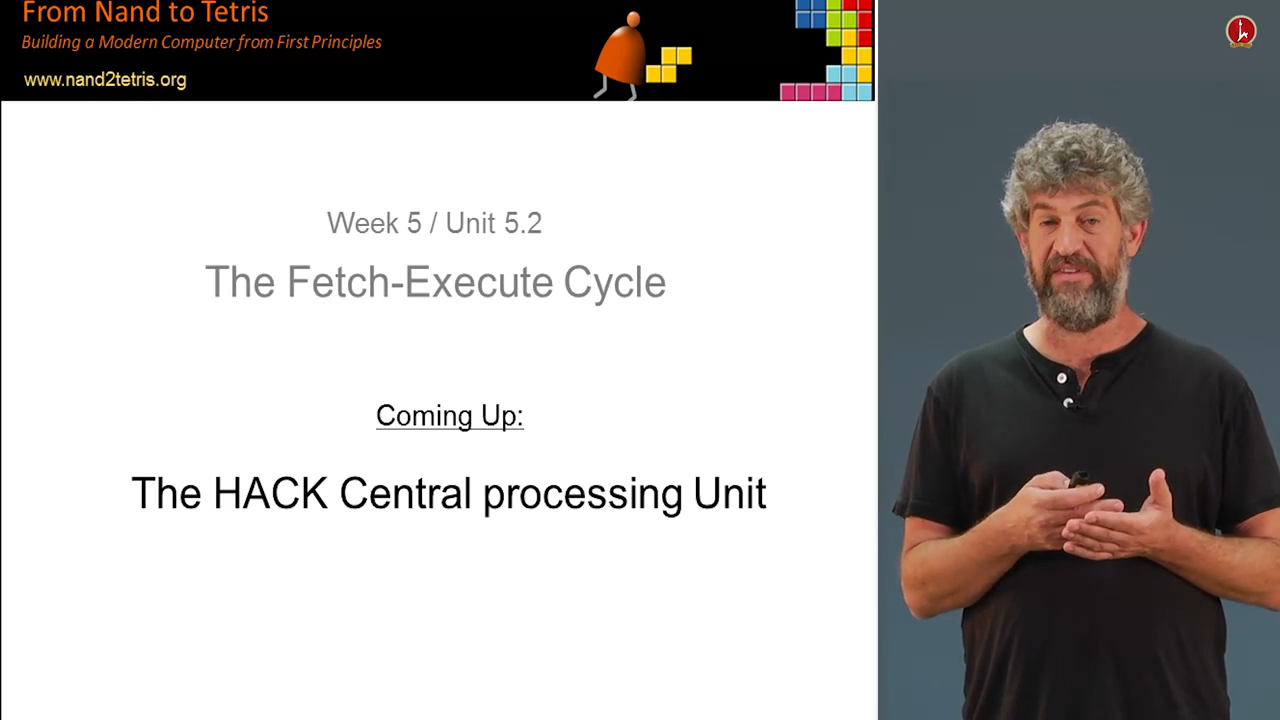 From Nand to Tetris
Building a Modern Computer from First Principles
www.nand2tetris.org
Week 5 / Unit 5.2
The Fetch-Execute Cycle
Coming Up:
The HACK Central processing Unit